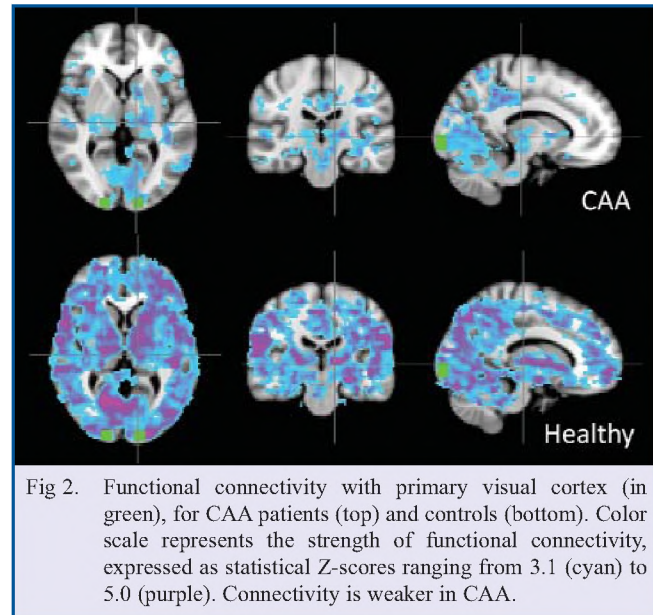 CAA
Healthy
Fig 2. Functional connectivity with primary visual cortex (in
green), for CAA patients (top) and controls (bottom). Color
scale represents the strength of functional connectivity,
expressed as statistical Z-scores ranging from 3.1 (cyan) to
5.0 (purple). Connectivity is weaker in CAA.